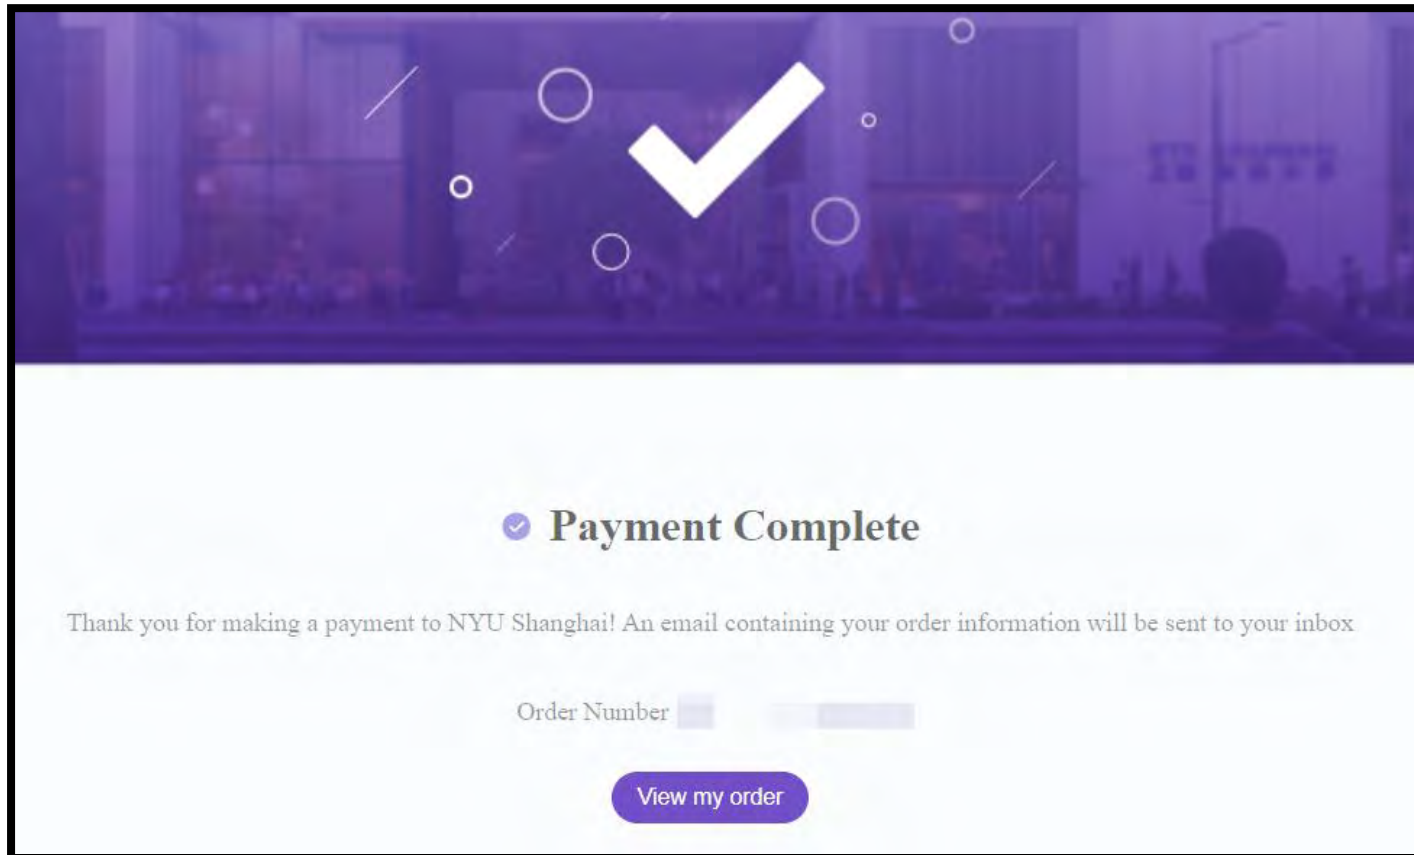 Payment Complete
Thank you for making a payment to NYU Shanghai! An email containing your order information will be sent to your inbox
Order Number
View my order